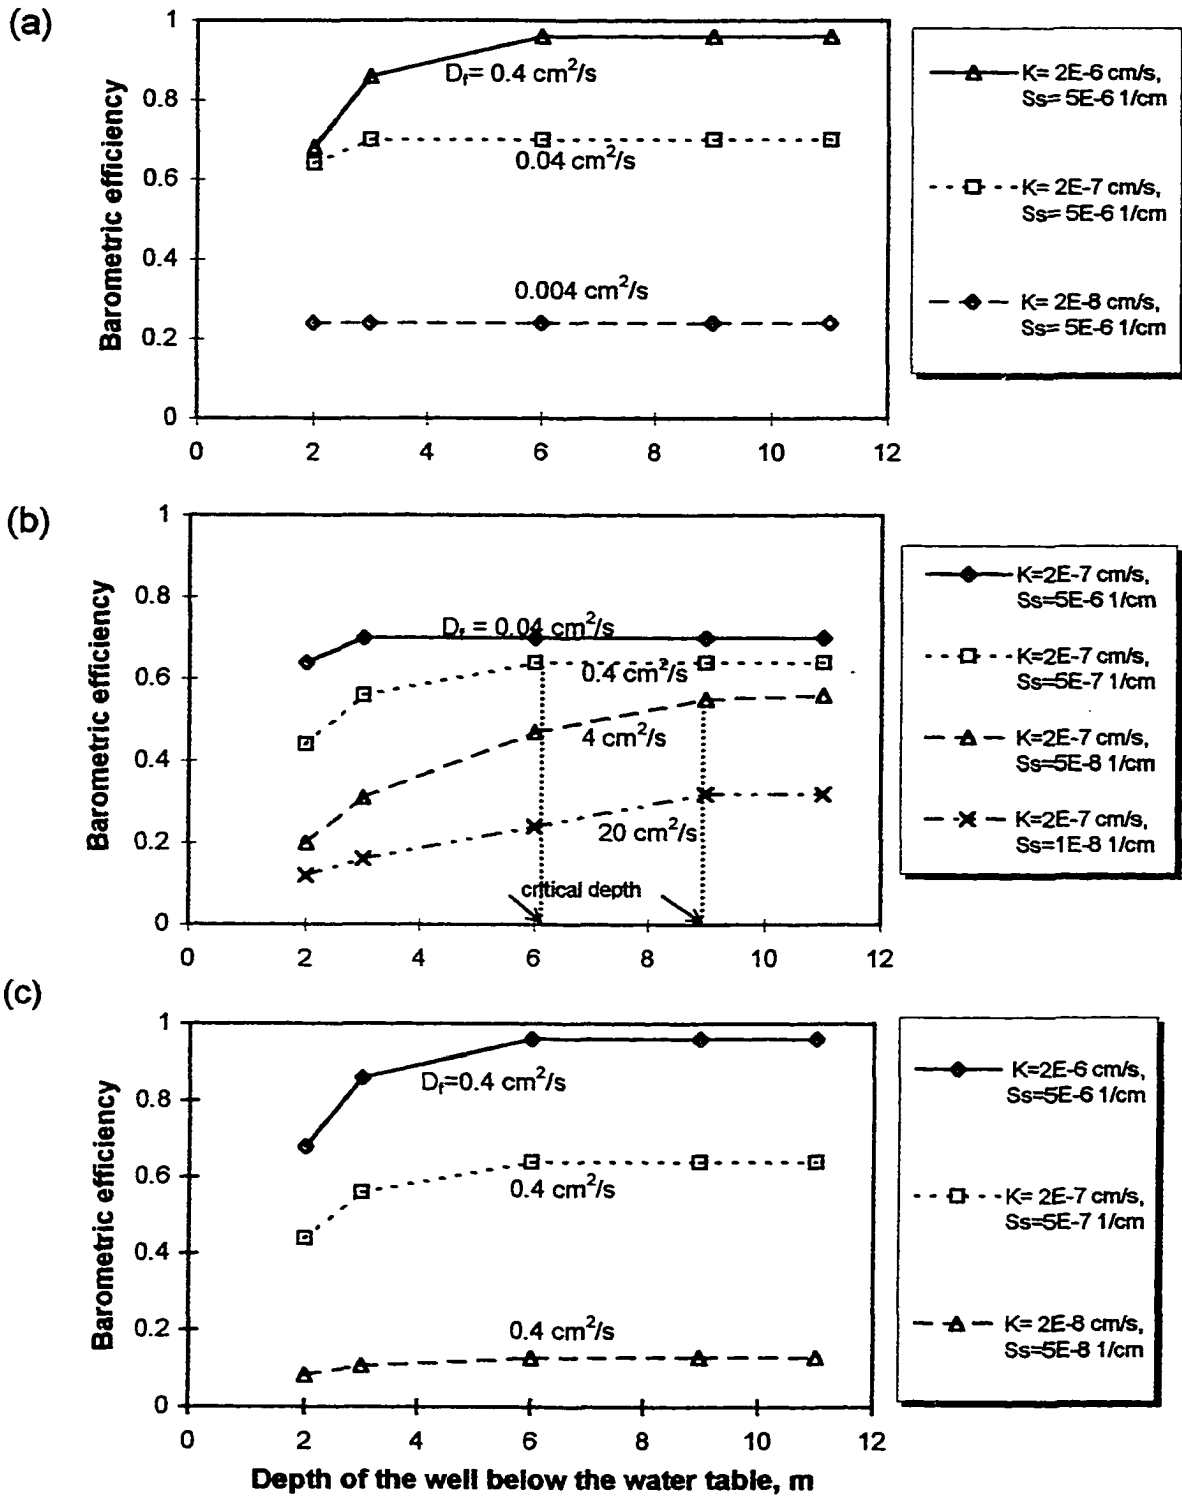 (a)
1
0.8
0.6
0.4
0.2
0
Barometric efficiency
D_f= 0.4 cm²/s
0.04 cm²/s
0.004 cm²/s
0 2 4 6 8 10 12
K= 2E-6 cm/s,
Ss= 5E-6 1/cm
K= 2E-7 cm/s,
Ss= 5E-6 1/cm
K= 2E-8 cm/s,
Ss= 5E-6 1/cm
(b)
1
0.8
0.6
0.4
0.2
0
Barometric efficiency
D_f = 0.04 cm²/s
0.4 cm²/s
4 cm²/s
20 cm²/s
critical depth
0 2 4 6 8 10 12
K=2E-7 cm/s,
Ss=5E-6 1/cm
K=2E-7 cm/s,
Ss=5E-7 1/cm
K=2E-7 cm/s,
Ss=5E-8 1/cm
K=2E-7 cm/s,
Ss=1E-8 1/cm
(c)
1
0.8
0.6
0.4
0.2
0
Barometric efficiency
D_f=0.4 cm²/s
0.4 cm²/s
0.4 cm²/s
0 2 4 6 8 10 12
Depth of the well below the water table, m
K=2E-6 cm/s,
Ss=5E-6 1/cm
K= 2E-7 cm/s,
Ss=5E-7 1/cm
K= 2E-8 cm/s,
Ss=5E-8 1/cm